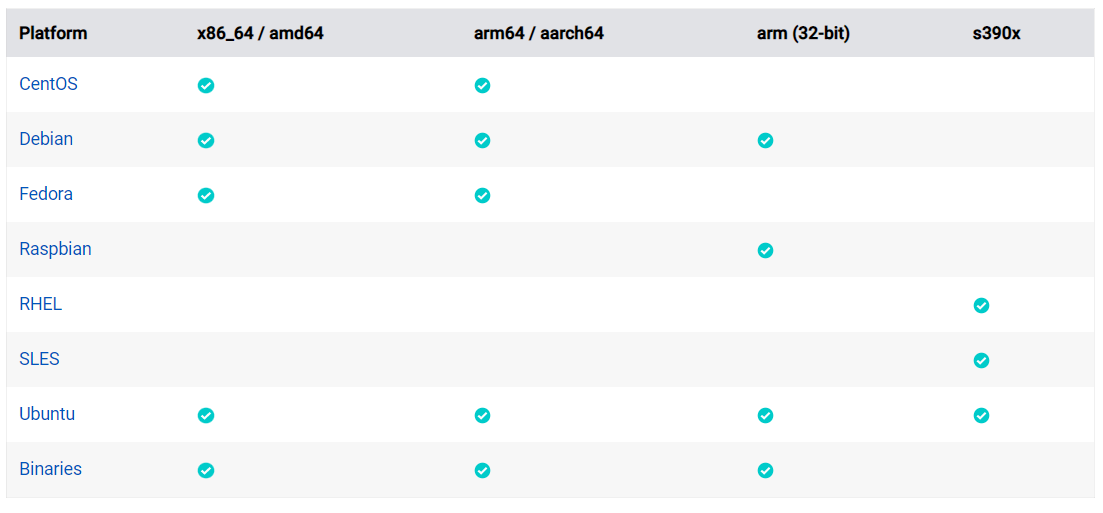 Platform x86_64 / amd64 arm64 / aarch64 arm (32-bit) s390x
CentOS
Debian
Fedora
Raspbian
RHEL
SLES
Ubuntu
Binaries